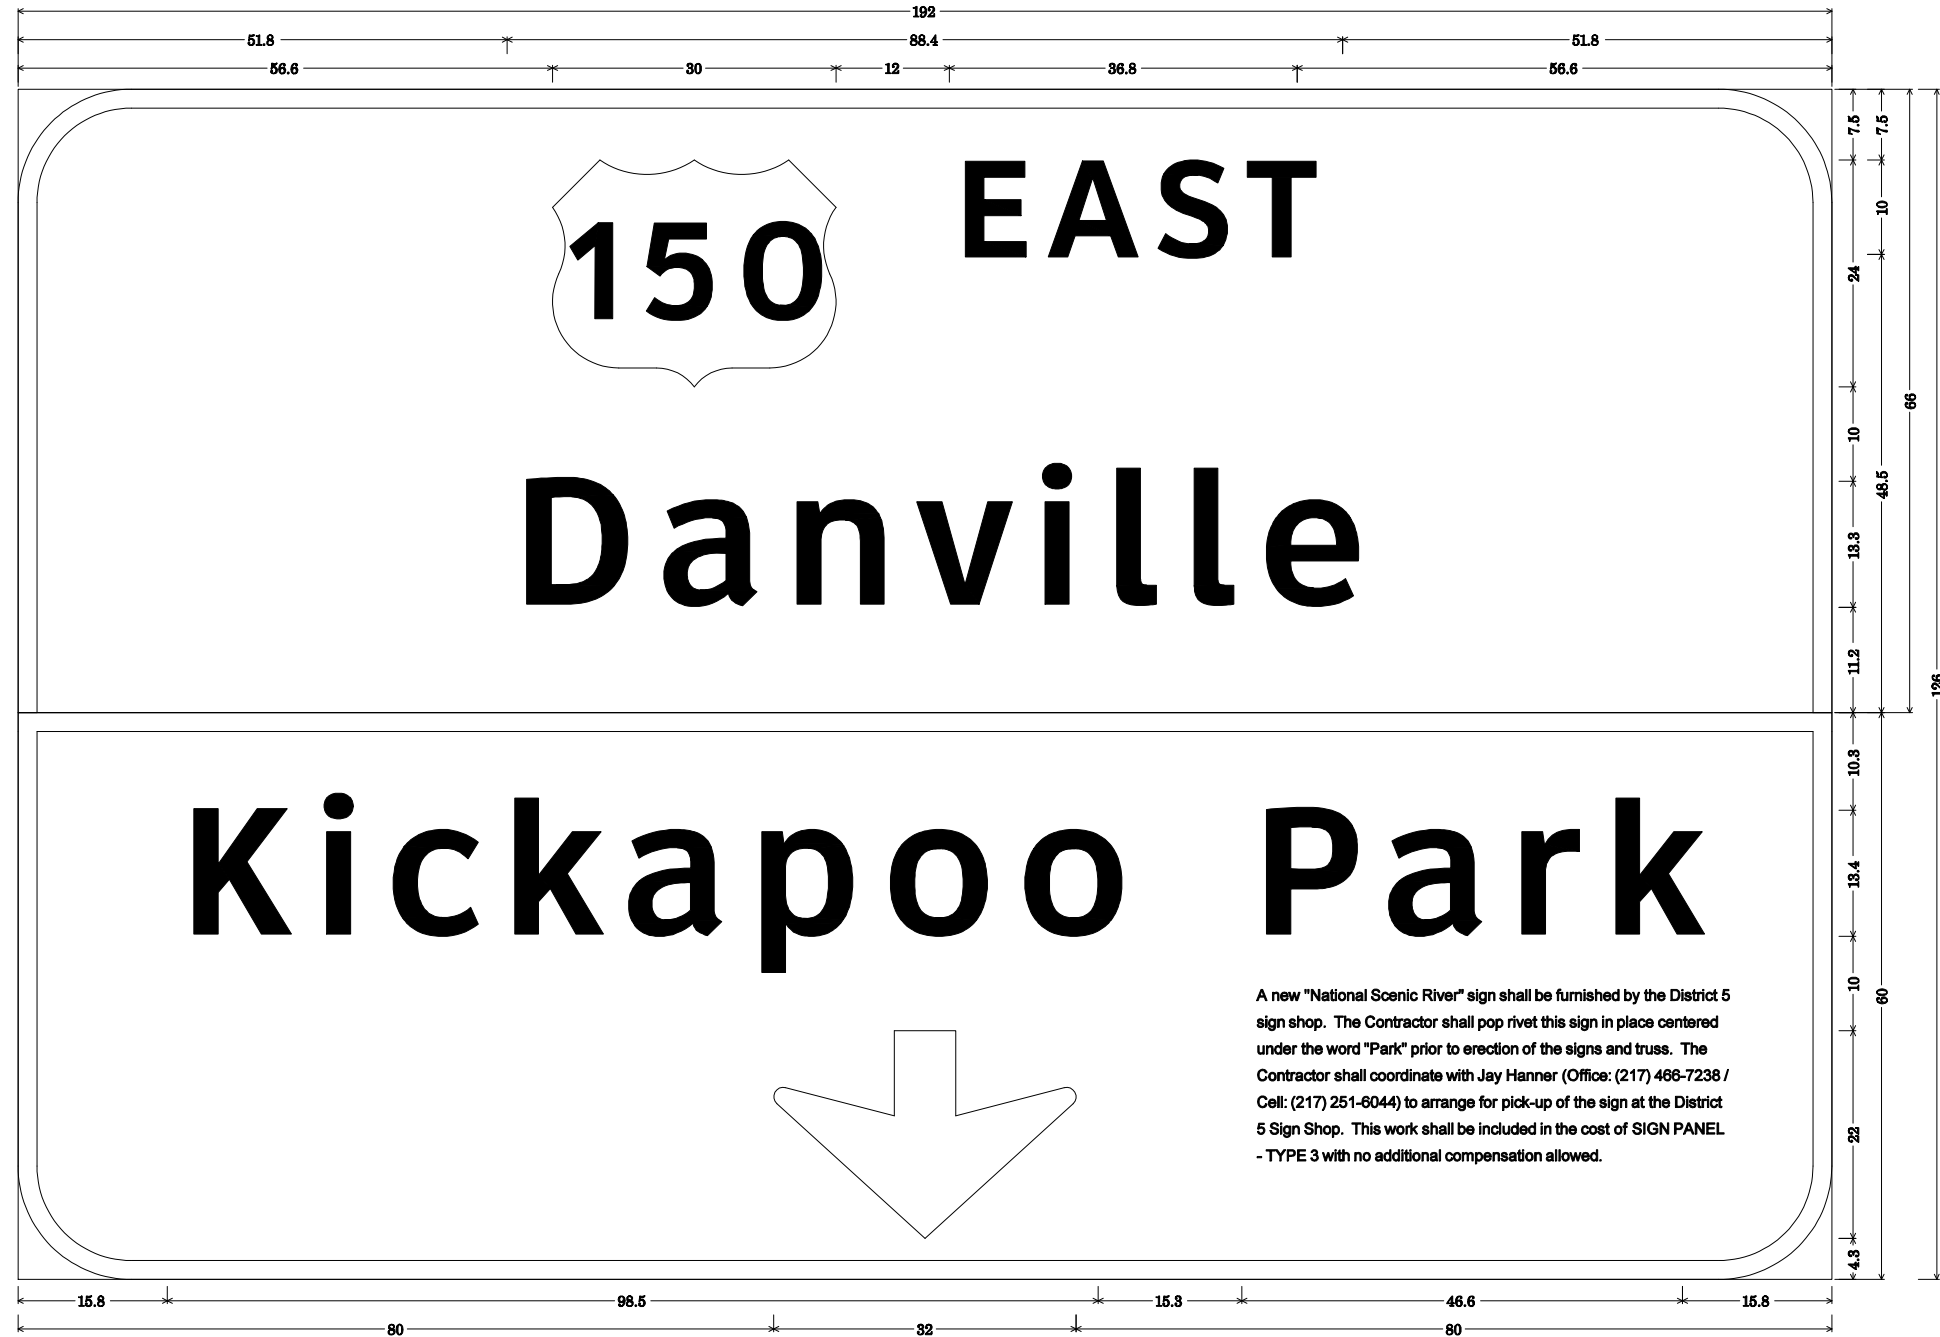 192
51.8 88.4 51.8
56.6 30 12 36.8 56.6
7.5 7.5
EAST
10
150
24
66
10
48.5
Danville
13.3
11.2
126
10.3
Kickapoo Park
13.4
10
60
A new "National Scenic River" sign shall be furnished by the District 5
sign shop. The Contractor shall pop rivet this sign in place centered
under the word "Park" prior to erection of the signs and truss. The
Contractor shall coordinate with Jay Hanner (Office: (217) 466-7238 /
Cell: (217) 251-6044) to arrange for pick-up of the sign at the District
5 Sign Shop. This work shall be included in the cost of SIGN PANEL
- TYPE 3 with no additional compensation allowed.
22
4.3
15.8 98.5 15.3 46.6 15.8
80 32 80